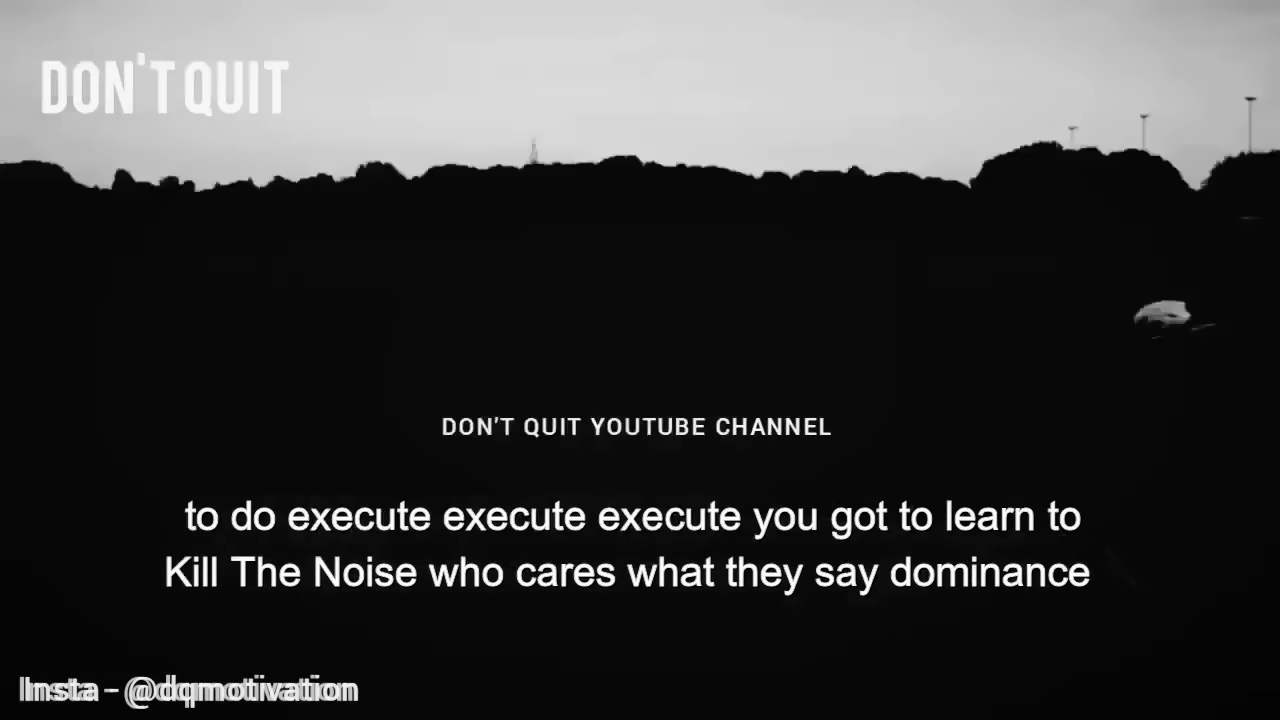 DON'T QUIT
DON'T QUIT YOUTUBE CHANNEL
to do execute execute execute you got to learn to
Kill The Noise who cares what they say dominance
Insta - @dqmotivation